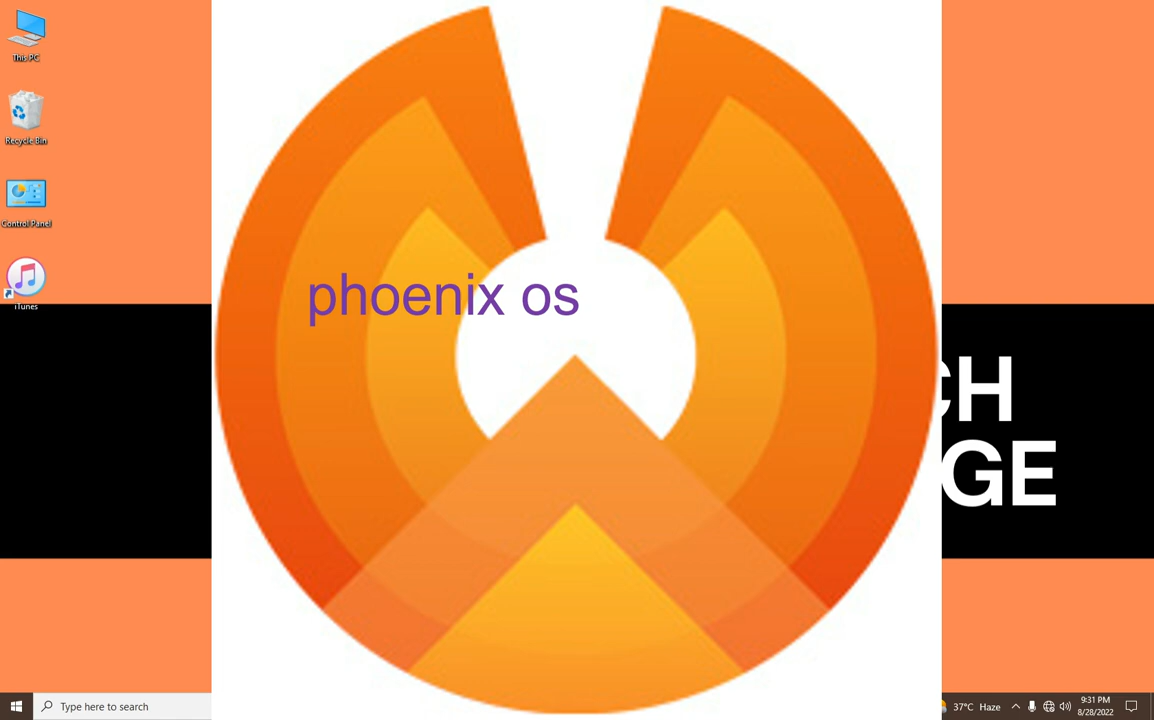 This PC
Recycle Bin
Control Panel
iTunes
phoenix os
CH
GE
Type here to search
37°C Haze
9:31 PM
8/28/2022